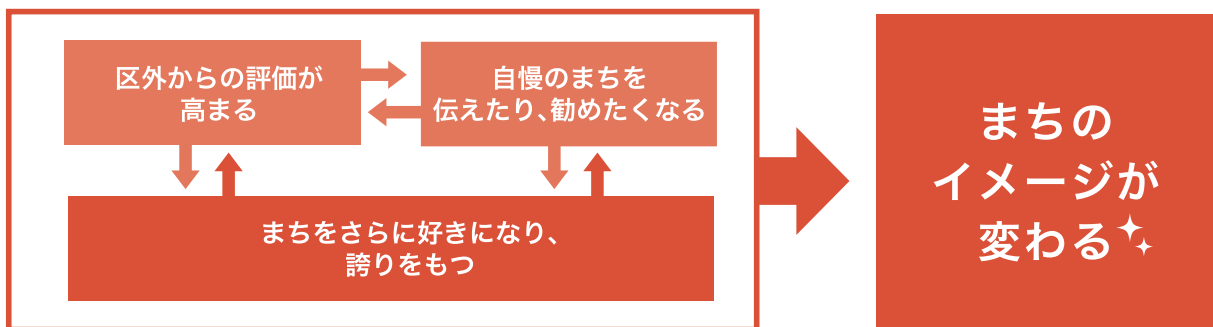 区外からの評価が
高まる
自慢のまちを
伝えたり、勧めたくなる
まちをさらに好きになり、
誇りをもつ
まちの
イメージが
変わる